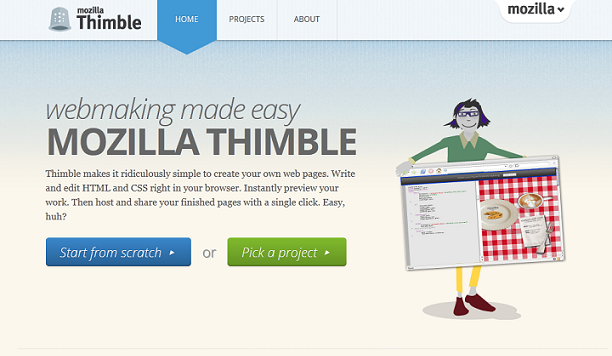 mozilla
Thimble
HOME PROJECTS ABOUT
mozilla
webmaking made easy
MOZILLA THIMBLE
Thimble makes it ridiculously simple to create your own web pages. Write
and edit HTML and CSS right in your browser. Instantly preview your
work. Then host and share your finished pages with a single click. Easy,
huh?
Start from scratch or Pick a project